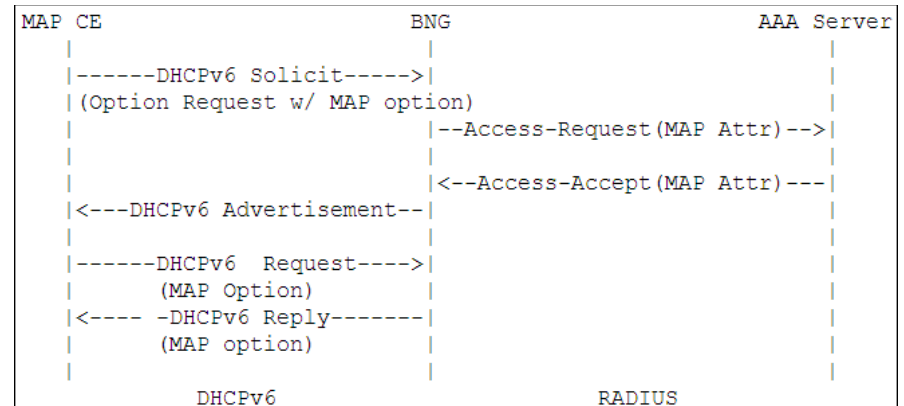 MAP CE                         BNG                          AAA Server
|------DHCPv6 Solicit----->|
|(Option Request w/ MAP option)
|--Access-Request(MAP Attr)-->|
|<--Access-Accept(MAP Attr)---|
|<---DHCPv6 Advertisement--|
|------DHCPv6  Request---->|
(MAP Option)
|<---- -DHCPv6 Reply-------|
(MAP option)
DHCPv6                         RADIUS